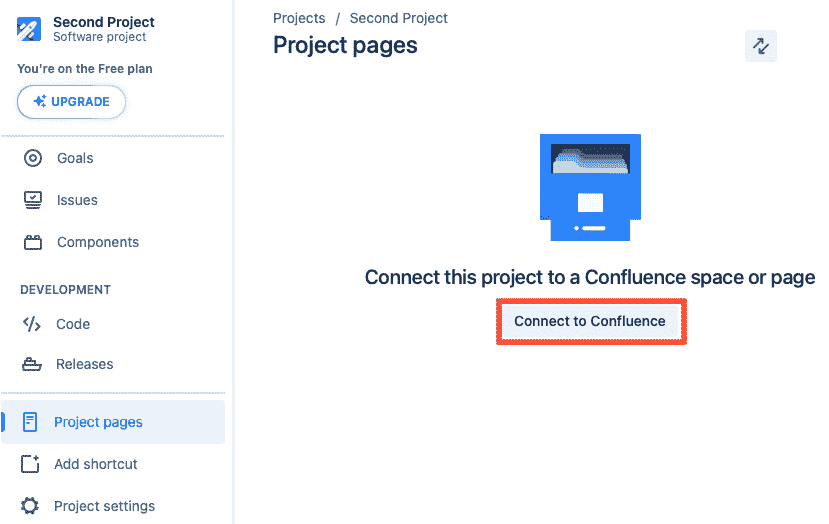 Second Project
Software project
You're on the Free plan
UPGRADE
Goals
Issues
Components
DEVELOPMENT
Code
Releases
Project pages
Add shortcut
Project settings
Projects / Second Project
Project pages
Connect this project to a Confluence space or page
Connect to Confluence